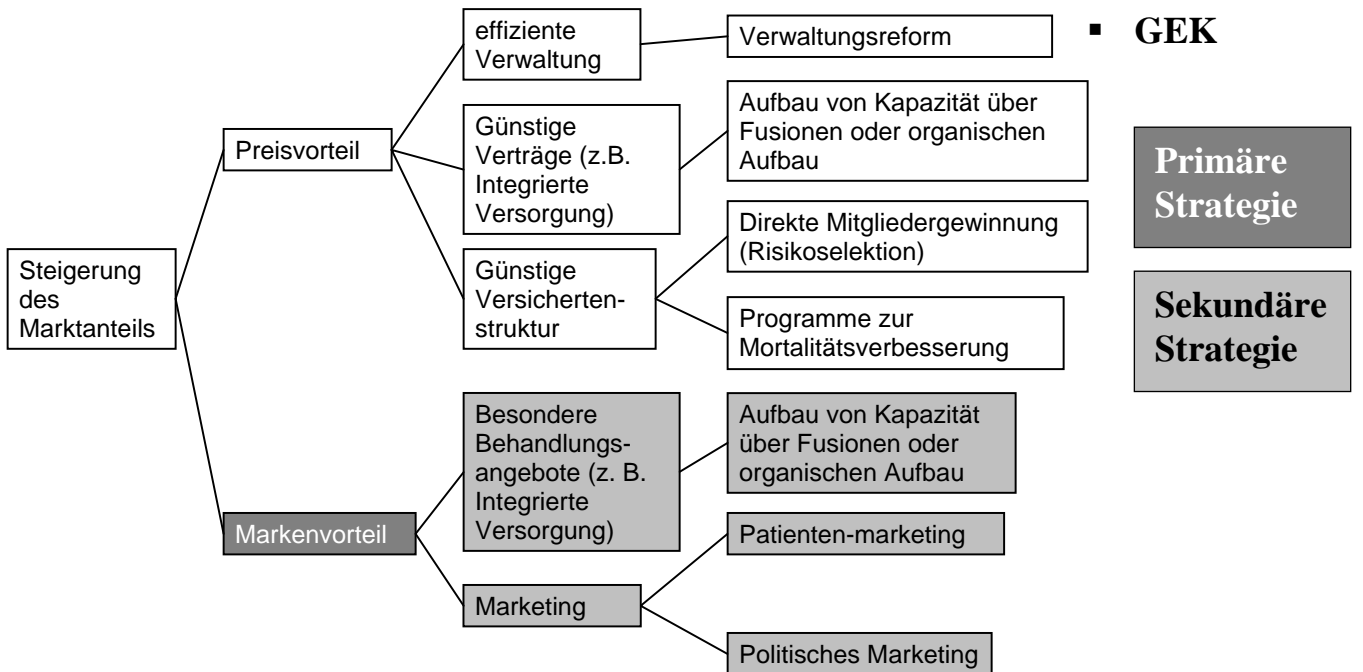 effiziente
Verwaltung
Verwaltungsreform
▪ GEK
Günstige
Verträge (z.B.
Integrierte
Versorgung)
Aufbau von Kapazität über
Fusionen oder organischen
Aufbau
Preisvorteil
Primäre
Strategie
Direkte Mitgliedergewinnung
(Risikoselektion)
Steigerung
des
Marktanteils
Günstige
Versicherten-
struktur
Programme zur
Mortalitätsverbesserung
Sekundäre
Strategie
Besondere
Behandlungs-
angebote (z. B.
Integrierte
Versorgung)
Aufbau von Kapazität
über Fusionen oder
organischen Aufbau
Markenvorteil
Patienten-marketing
Marketing
Politisches Marketing